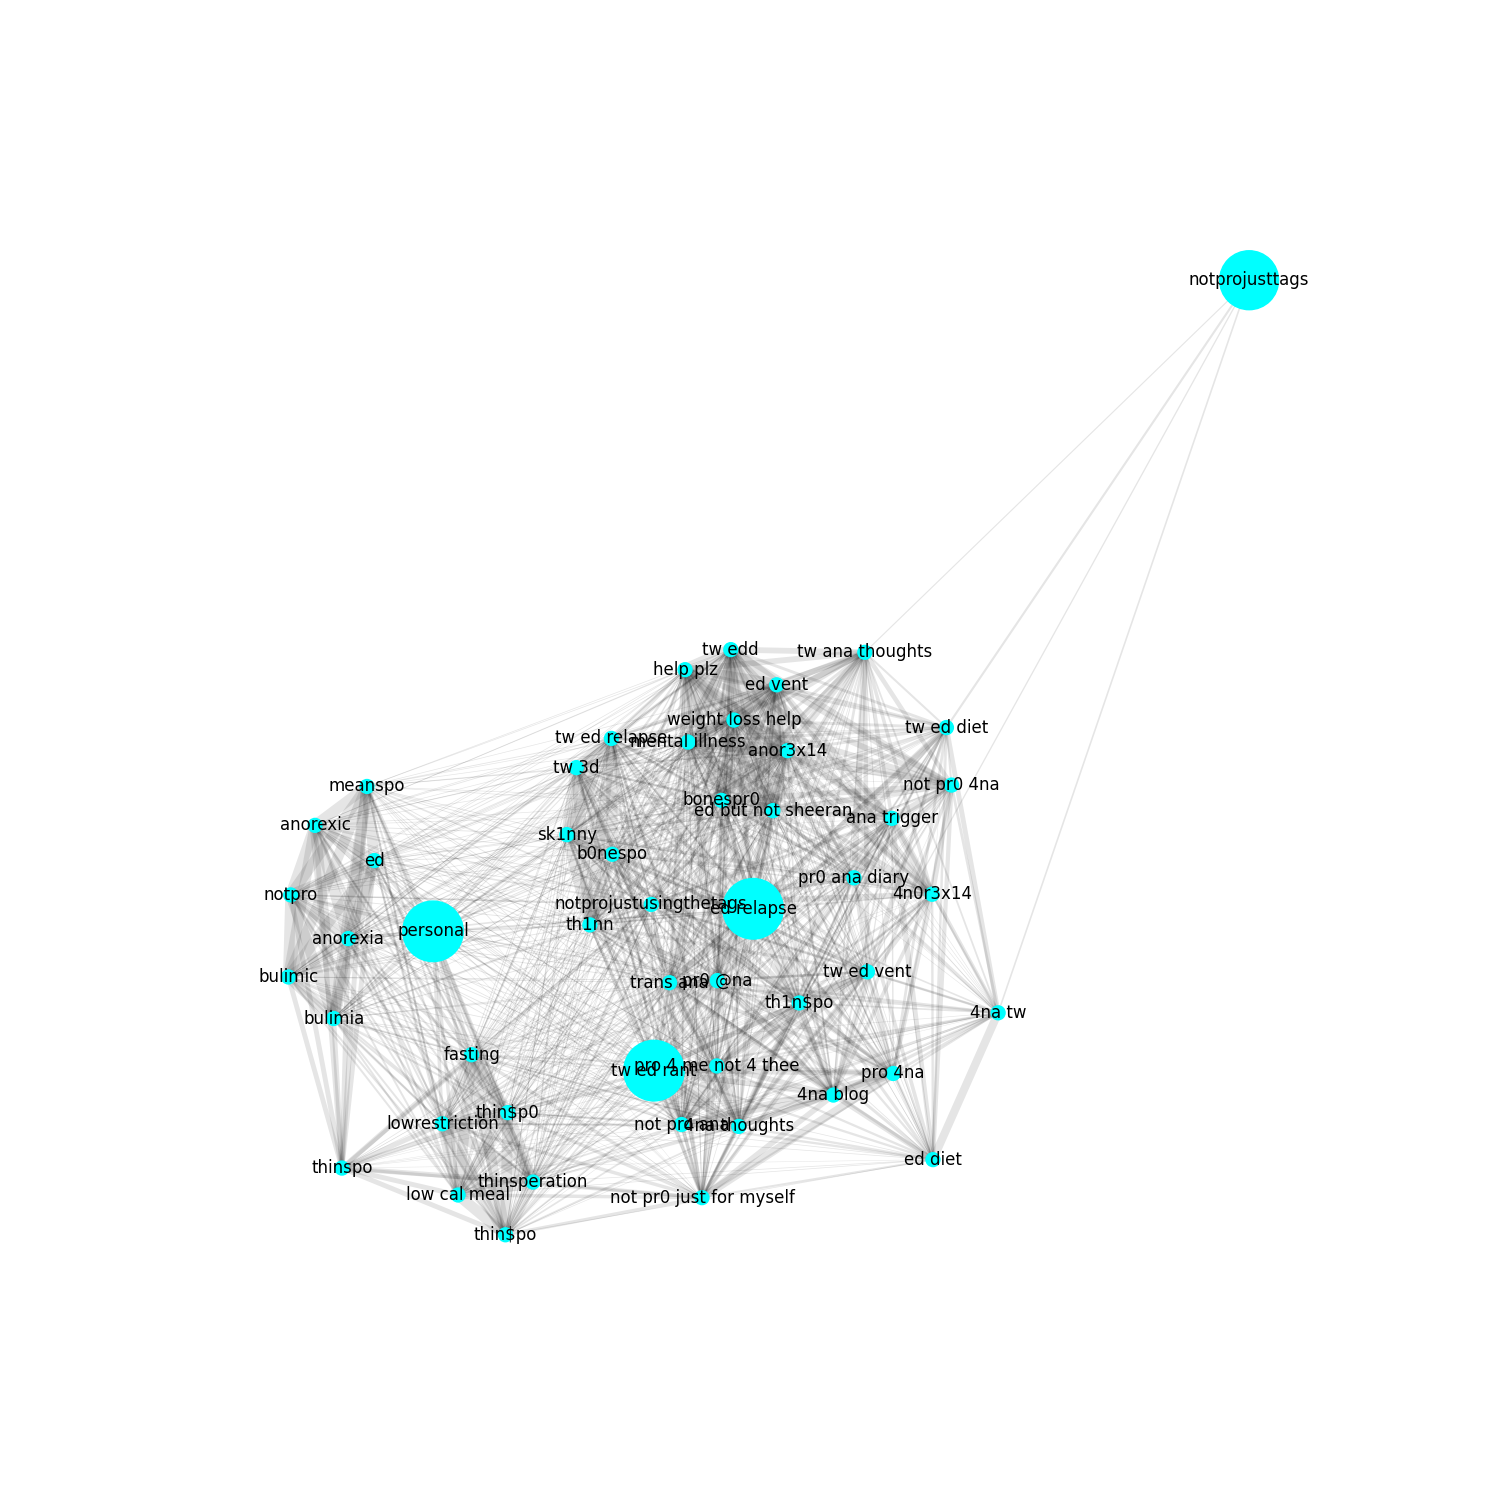 notprojusttags
tw edd
tw ana thoughts
help plz
ed vent
weight loss help
tw ed diet
tw ed relapse
mental illness
anor3x14
tw 3d
meanspo
not pr0 4na
bonespr0
ed but not sheeran
ana trigger
anorexic
sk1nny
b0nespo
ed
pr0 ana diary
notpro
4n0r3x14
notprojustusingthetags
ed relapse
th1nn
personal
anorexia
tw ed vent
bulimic
trans ana
pr0 @na
th1n$po
4na tw
bulimia
fasting
pro 4 me not 4 thee
tw ed rant
pro 4na
4na blog
thin$p0
lowrestriction
not pro ana
4na thoughts
ed diet
thinspo
thinsperation
low cal meal
not pr0 just for myself
thin$po